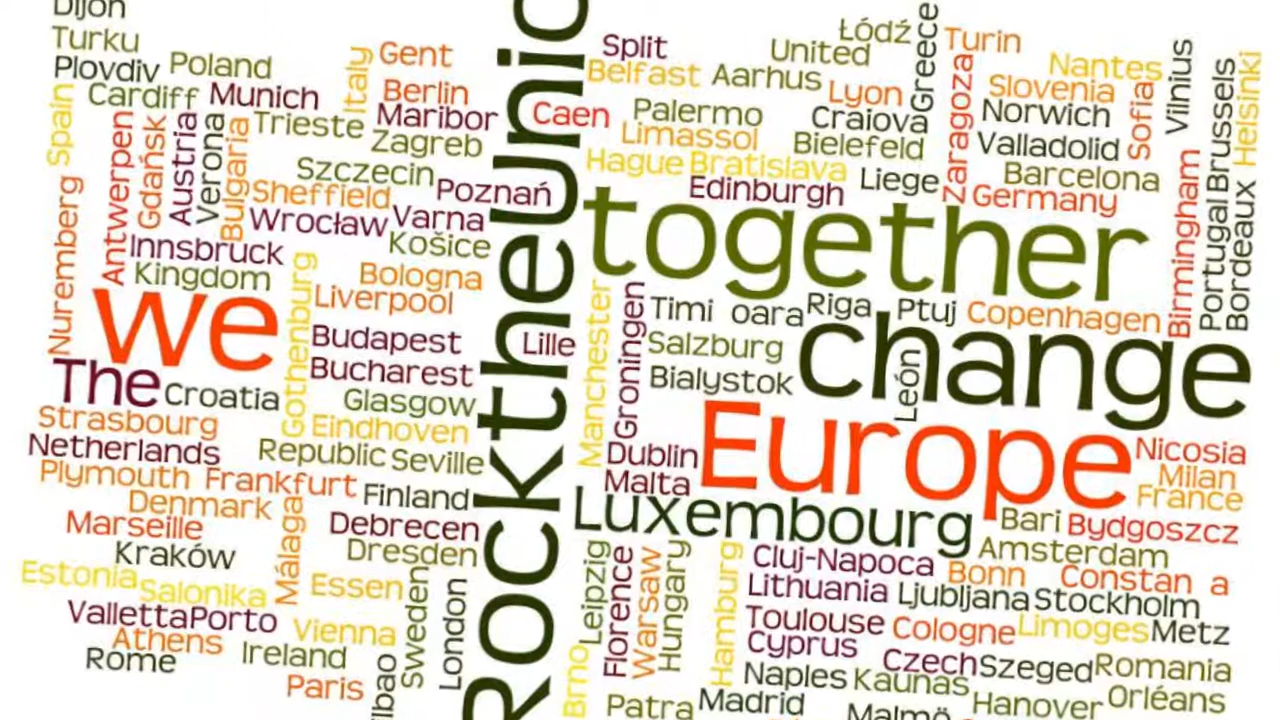 Dijon
Turku
Plovdiv
Poland
Cardiff
Munich
Italy
Gent
Berlin
Maribor
Trieste
Zagreb
Spain
Antwerpen
Gdańsk
Austria
Verona
Bulgaria
Szczecin
Sheffield
Poznań
Wrocław
Varna
Innsbruck
Košice
Kingdom
Bologna
Nuremberg
Gothenburg
Liverpool
we
Budapest
Lille
The
Croatia
Bucharest
Glasgow
Strasbourg
Eindhoven
Netherlands
Republic
Seville
Plymouth
Frankfurt
Finland
Denmark
Málaga
Marseille
Debrecen
Kraków
Dresden
Estonia
Salonika
Essen
Valletta
Porto
Vienna
Athens
Ireland
Rome
Paris
Sweden
London
RocktheUnio
Split
United
Łódź
Greece
Turin
Belfast
Aarhus
Nantes
Vilnius
Helsinki
Caen
Palermo
Lyon
Zaragoza
Slovenia
Sofia
Brussels
Limassol
Craiova
Norwich
Bielefeld
Valladolid
Hague
Bratislava
Liege
Barcelona
Edinburgh
Germany
Birmingham
Portugal
Bordeaux
together
Manchester
Groningen
Timi oara
Riga
Ptuj
Copenhagen
Salzburg
change
Bialystok
León
Europe
Dublin
Nicosia
Malta
Milan
France
Luxembourg
Bari
Bydgoszcz
Leipzig
Florence
Warsaw
Hungary
Hamburg
Cluj-Napoca
Amsterdam
Bonn
Constan a
Lithuania
Ljubljana
Stockholm
Toulouse
Cologne
Limoges
Metz
Cyprus
Czech
Szeged
Romania
Brno
Naples
Kaunas
Hanover
Orléans
Patra
Madrid
Malmö
ilbao